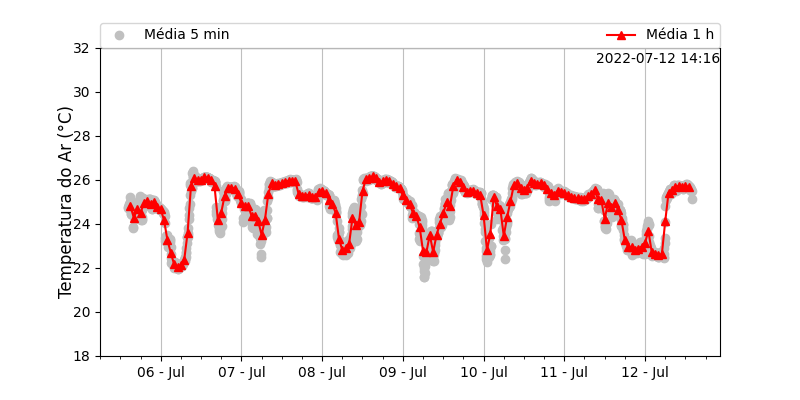 Média 5 min
Média 1 h
2022-07-12 14:16
Temperatura do Ar (°C)
32
30
28
26
24
22
20
18
06 - Jul
07 - Jul
08 - Jul
09 - Jul
10 - Jul
11 - Jul
12 - Jul